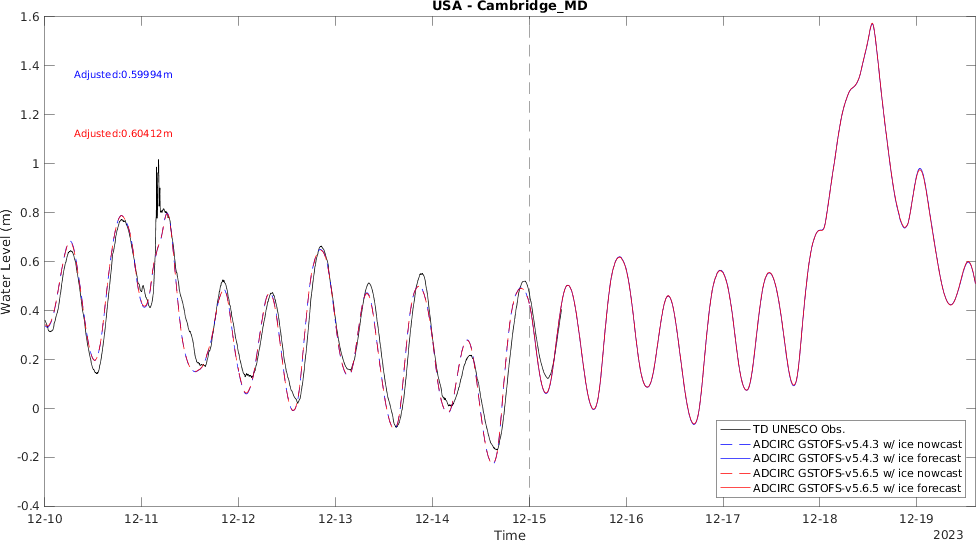 USA - Cambridge_MD
1.6
1.4
1.2
1
0.8
0.6
0.4
0.2
0
-0.2
-0.4
Water Level (m)
Adjusted:0.59994m
Adjusted:0.60412m
TD UNESCO Obs.
ADCIRC GSTOFS-v5.4.3 w/ ice nowcast
ADCIRC GSTOFS-v5.4.3 w/ ice forecast
ADCIRC GSTOFS-v5.6.5 w/ ice nowcast
ADCIRC GSTOFS-v5.6.5 w/ ice forecast
12-10 12-11 12-12 12-13 12-14 12-15 12-16 12-17 12-18 12-19
Time
2023